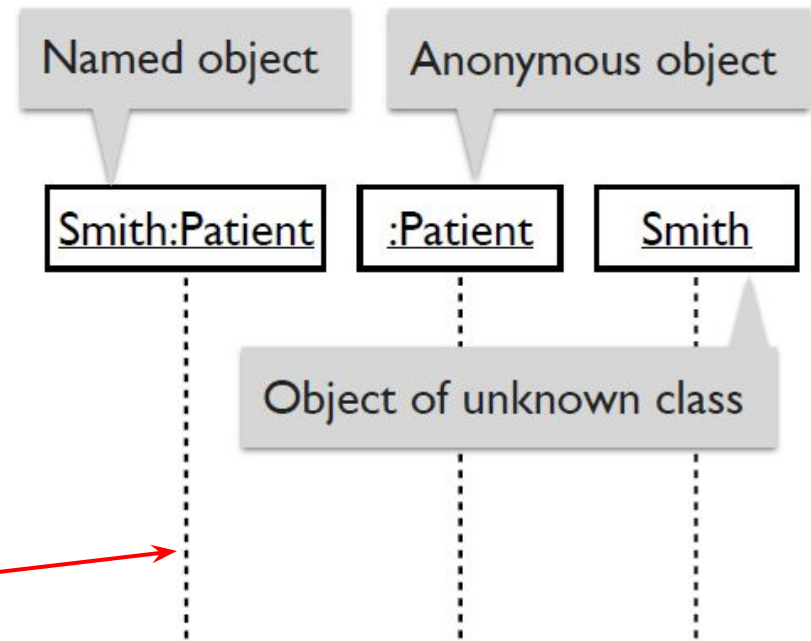 Named object
Anonymous object
Smith:Patient
:Patient
Smith
Object of unknown class